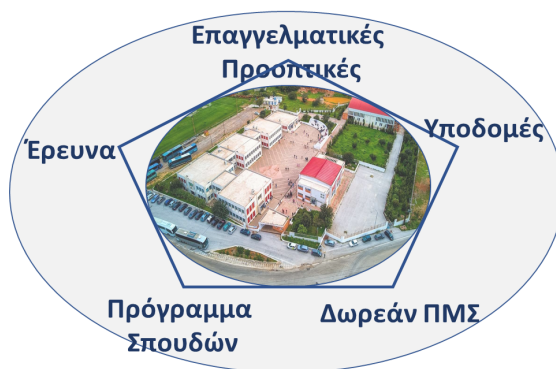 Επαγγελματικές
Προοπτικές
Έρευνα
Υποδομές
Πρόγραμμα
Σπουδών
Δωρεάν ΠΜΣ